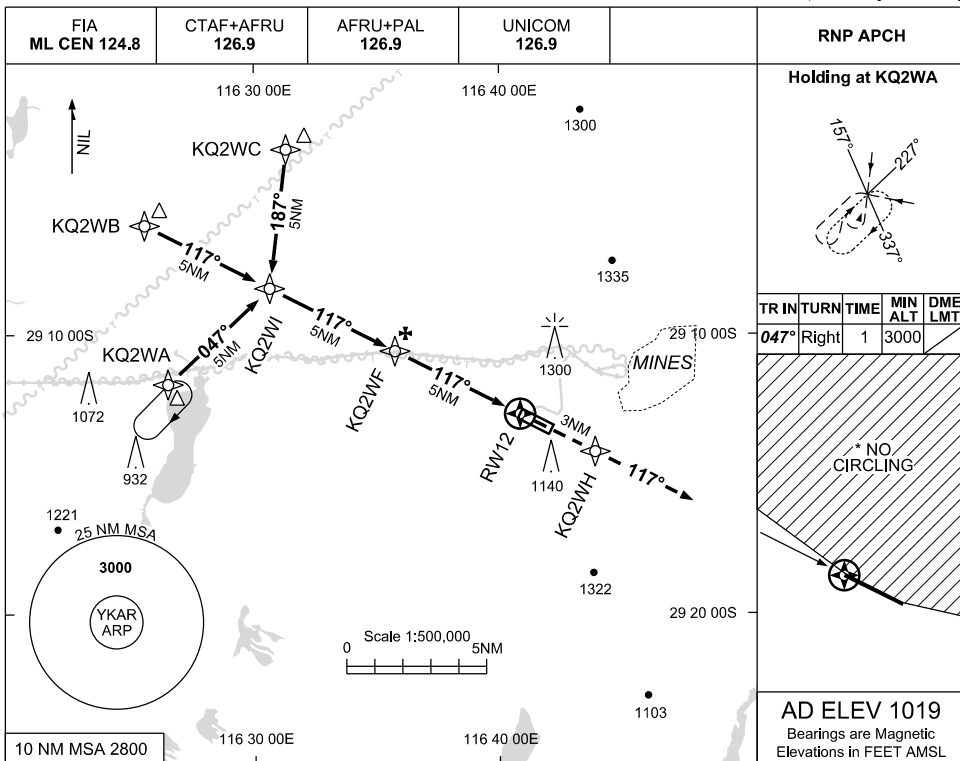 FIA
ML CEN 124.8
CTAF+AFRU
126.9
AFRU+PAL
126.9
UNICOM
126.9
RNP APCH
116 30 00E
116 40 00E
NIL
KQ2WC
1300
187°
5NM
KQ2WB
117°
5NM
1335
KQ2WI
117°
5NM
29 10 00S
29 10 00S
KQ2WA
047°
5NM
KQ2WF
1300
MINES
1072
117°
5NM
932
RW12
3NM
1140
KQ2WH
117°
1221
25 NM MSA
3000
YKAR
ARP
1322
29 20 00S
Scale 1:500,000
0
5NM
1103
10 NM MSA 2800
116 30 00E
116 40 00E
Holding at KQ2WA
157°
227°
337°
TR IN
TURN
TIME
MIN
ALT
DME
LMT
047°
Right
1
3000
* NO
CIRCLING
AD ELEV 1019
Bearings are Magnetic
Elevations in FEET AMSL